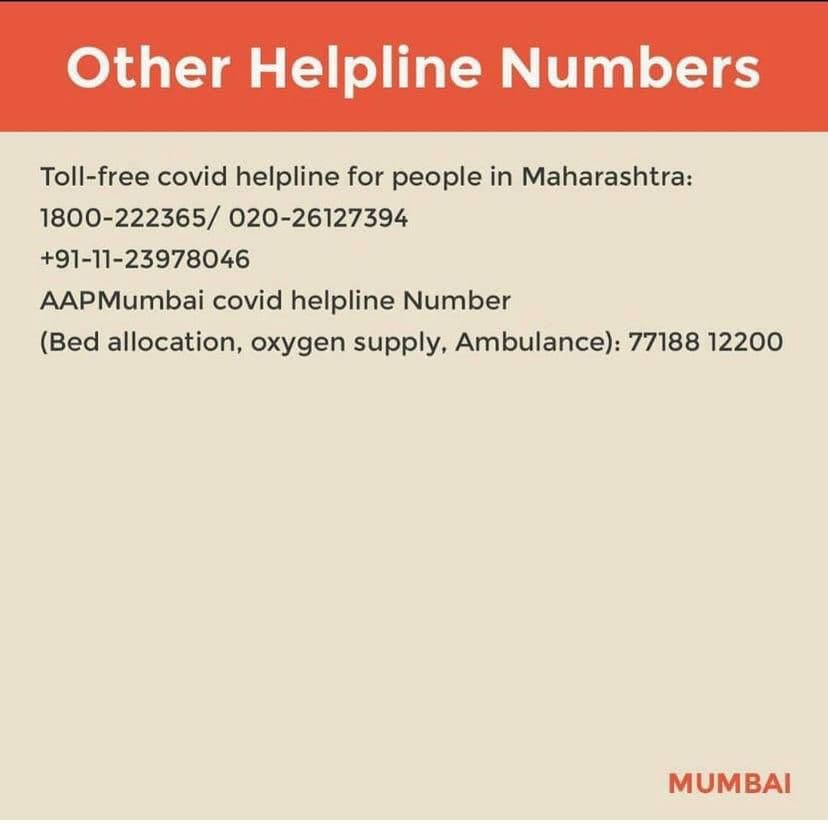 Other Helpline Numbers
Toll-free covid helpline for people in Maharashtra:
1800-222365/ 020-26127394
+91-11-23978046
AAPMumbai covid helpline Number
(Bed allocation, oxygen supply, Ambulance): 77188 12200
MUMBAI